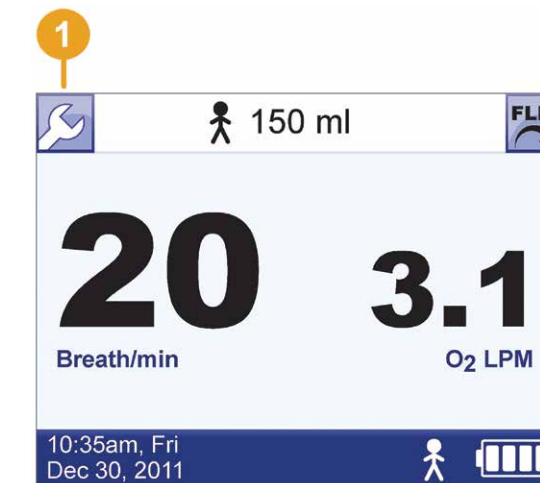 1
150 ml
20
3.1
Breath/min
O2 LPM
10:35am, Fri
Dec 30, 2011